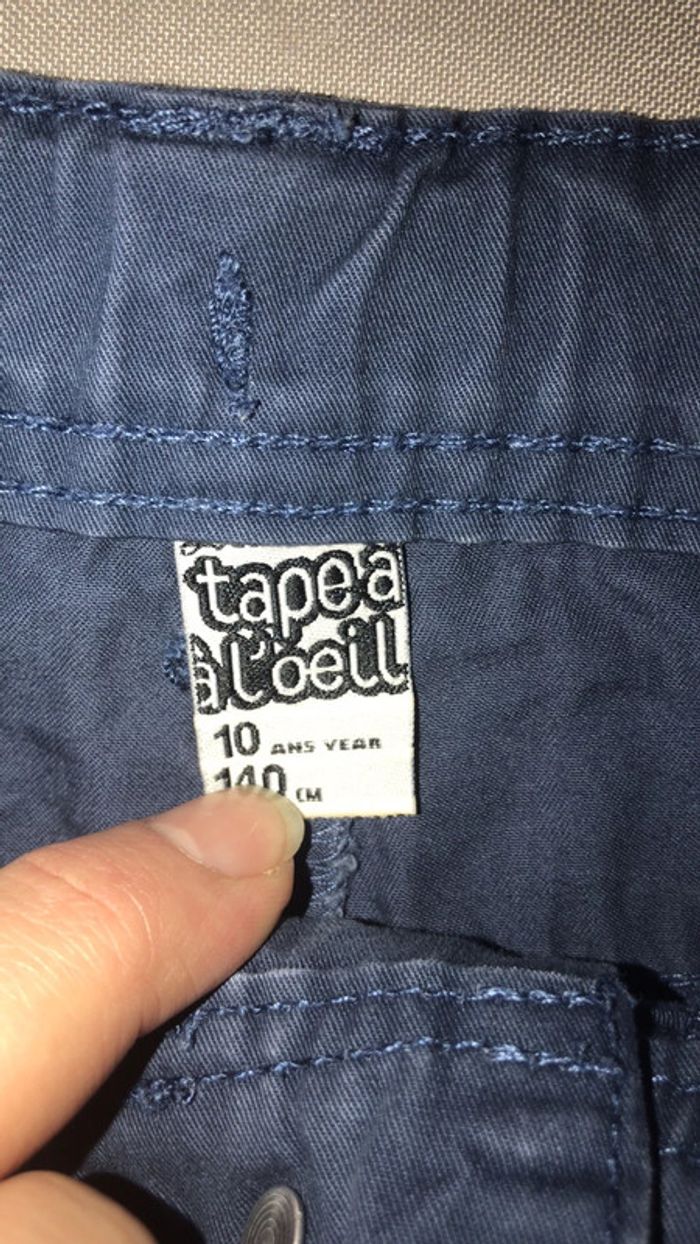 tape à
à l'oeil
10 ANS YEAR
140 CM